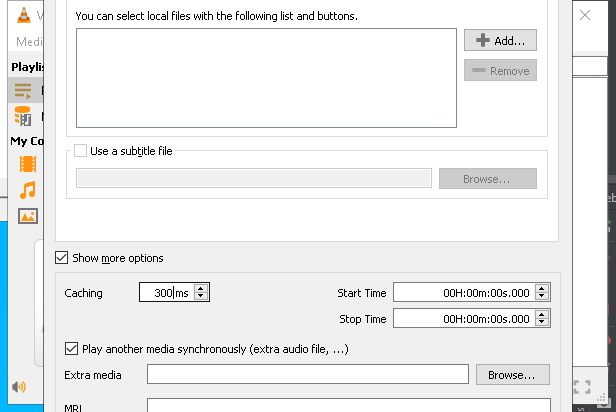 You can select local files with the following list and buttons.
Medi
Add...
Playlis
Remove
My Co
Use a subtitle file
Browse...
Show more options
Caching
300 ms
Start Time
00H:00m:00s.000
Stop Time
00H:00m:00s.000
Play another media synchronously (extra audio file, ...)
Extra media
Browse...
MRL